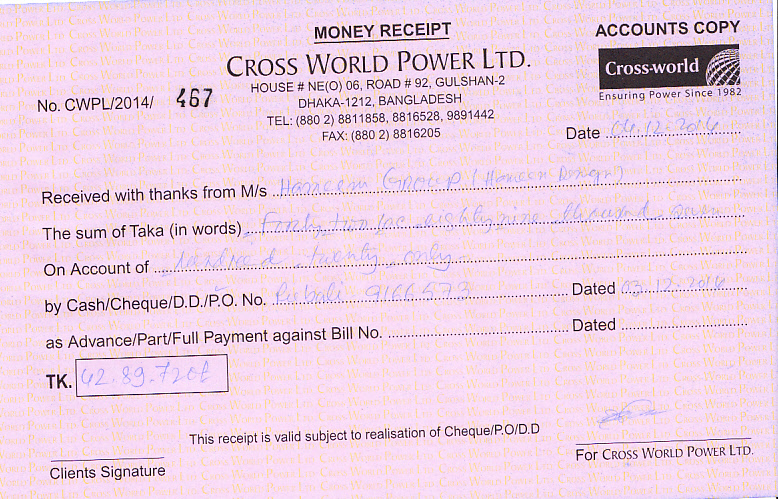 MONEY RECEIPT
ACCOUNTS COPY
CROSS WORLD POWER LTD.
Cross-world
Ensuring Power Since 1982
HOUSE # NE(O) 06, ROAD # 92, GULSHAN-2
DHAKA-1212, BANGLADESH
TEL: (880 2) 8811858, 8816528, 9891442
FAX: (880 2) 8816205
No. CWPL/2014/ 467
Date 04.12.2014
Received with thanks from M/s Hameem Group (Hameem
The sum of Taka (in words) Forty two lac eighty nine thousand seven
On Account of hundred twenty only
by Cash/Cheque/D.D./P.O. No. Pubali 9166573 Dated 03.12.2014
as Advance/Part/Full Payment against Bill No. Dated
TK. 42.89.720/
This receipt is valid subject to realisation of Cheque/P.O/D.D
Clients Signature
For CROSS WORLD POWER LTD.